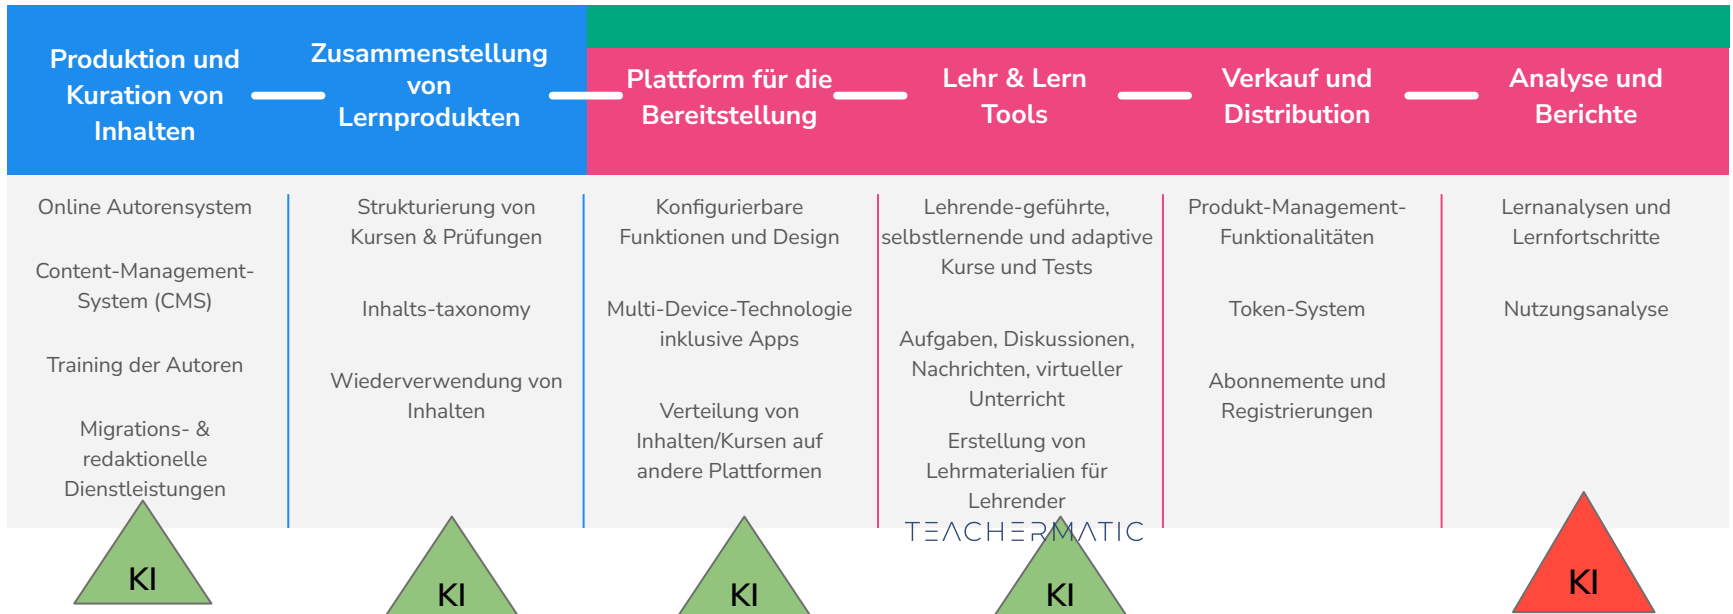 Produktion und
Kuration von
Inhalten
Zusammenstellung
von
Lernprodukten
Plattform für die
Bereitstellung
Lehr & Lern
Tools
Verkauf und
Distribution
Analyse und
Berichte
Online Autorensystem
Content-Management-
System (CMS)
Training der Autoren
Migrations- &
redaktionelle
Dienstleistungen
KI
Strukturierung von
Kursen & Prüfungen
Inhalts-taxonomy
Wiederverwendung von
Inhalten
KI
Konfigurierbare
Funktionen und Design
Multi-Device-Technologie
inklusive Apps
Verteilung von
Inhalten/Kursen auf
andere Plattformen
KI
Lehrende-geführte,
selbstlernende und adaptive
Kurse und Tests
Aufgaben, Diskussionen,
Nachrichten, virtueller
Unterricht
Erstellung von
Lehrmaterialien für
Lehrender
TEACHERMATIC
KI
Produkt-Management-
Funktionalitäten
Token-System
Abonnemente und
Registrierungen
Lernanalysen und
Lernfortschritte
Nutzungsanalyse
KI